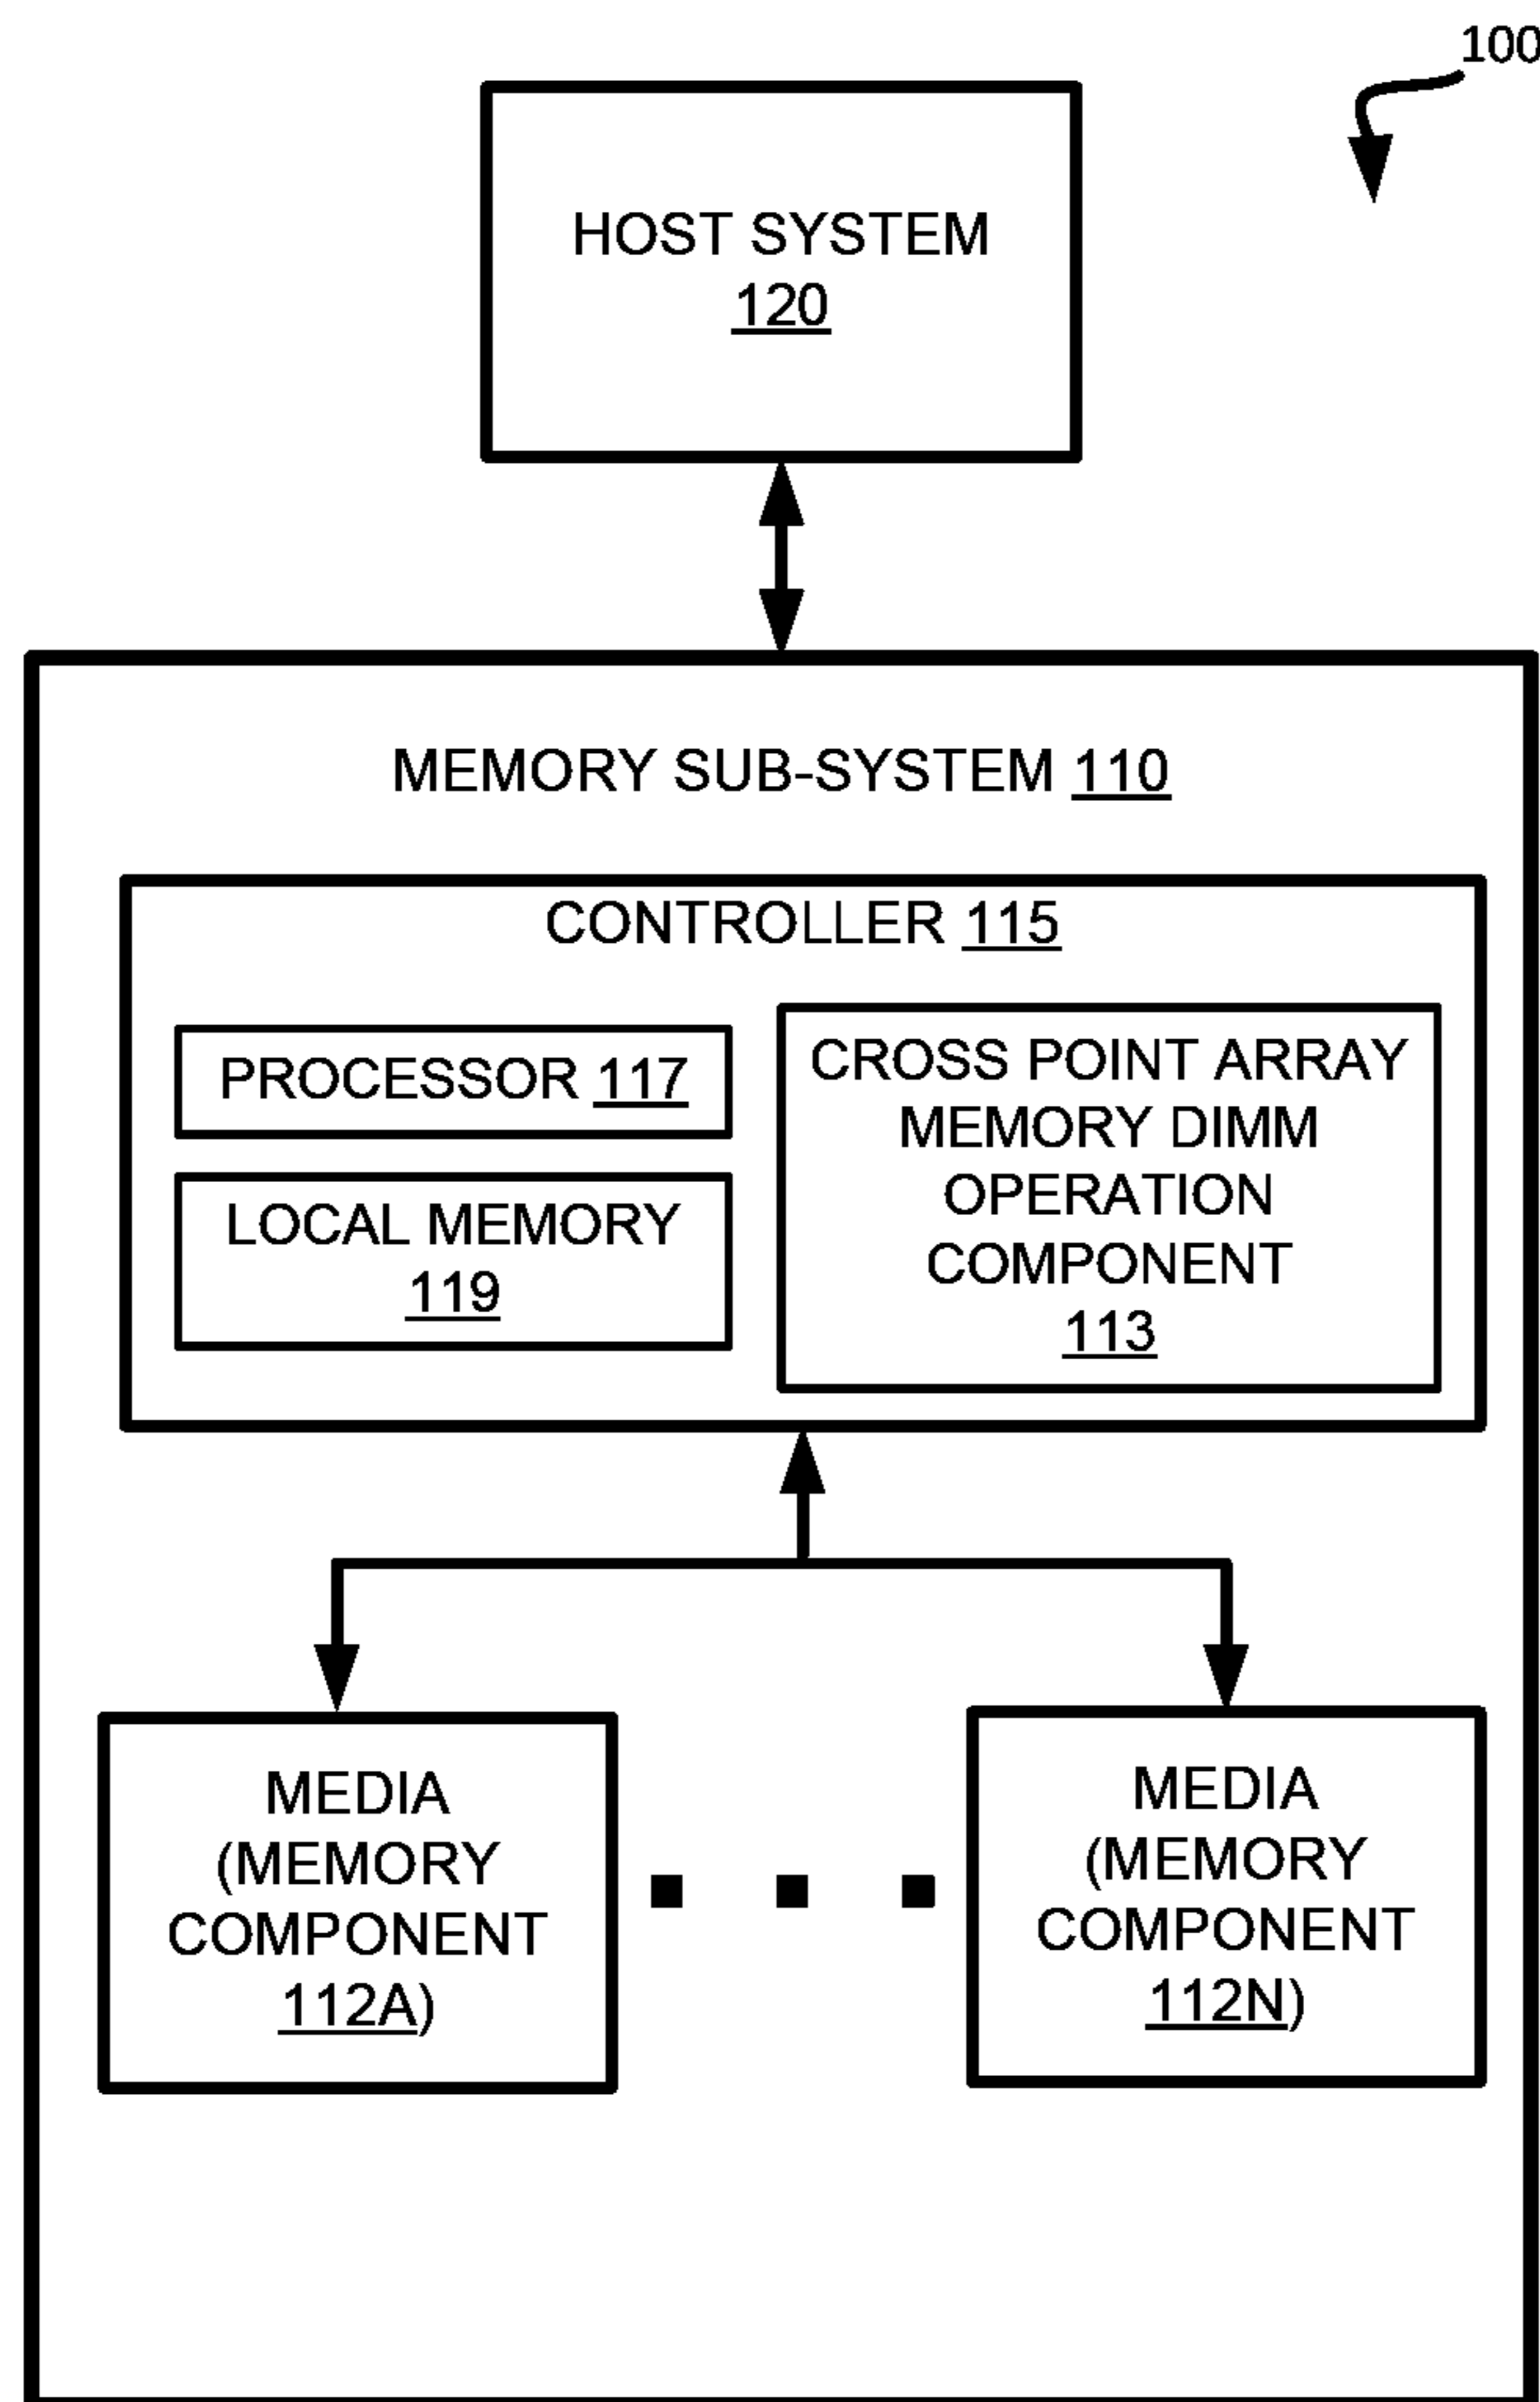 100
HOST SYSTEM
120
MEMORY SUB-SYSTEM 110
CONTROLLER 115
PROCESSOR 117
LOCAL MEMORY
119
CROSS POINT ARRAY
MEMORY DIMM
OPERATION
COMPONENT
113
MEDIA
(MEMORY
COMPONENT
112A)
MEDIA
(MEMORY
COMPONENT
112N)